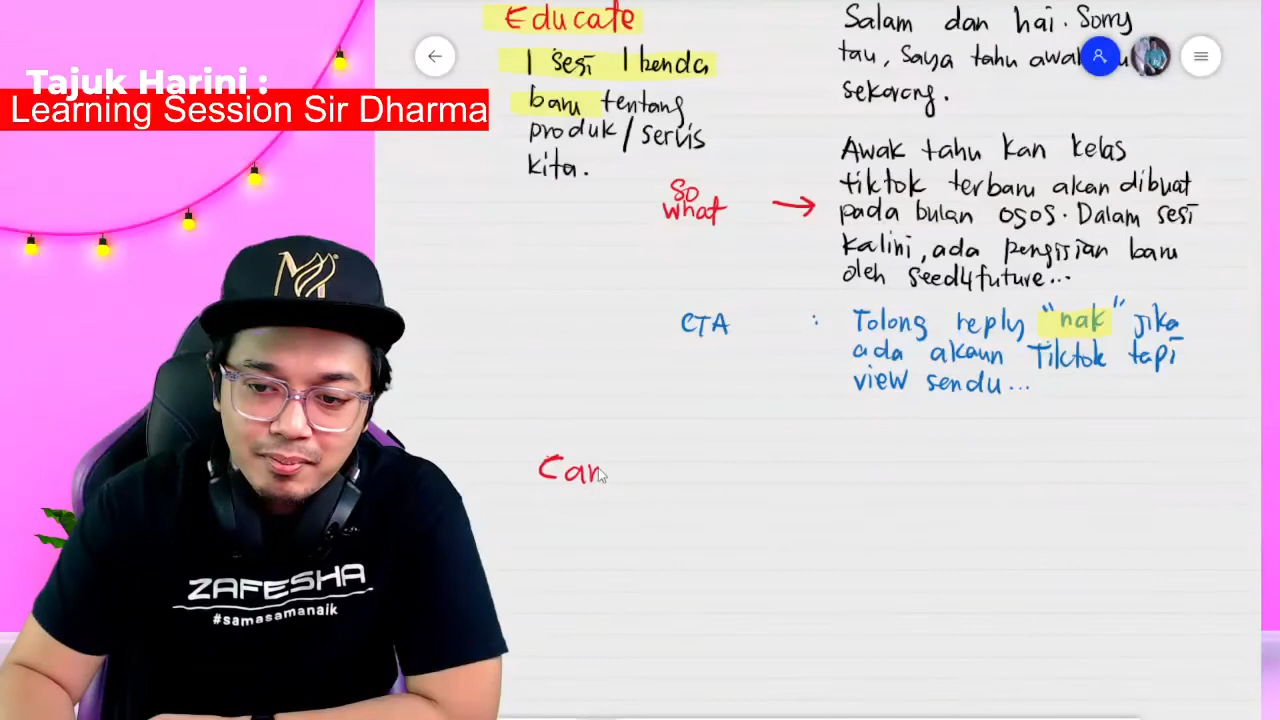 Tajuk Harini :
Learning Session Sir Dharma
ZAFESHA
#samasamanaik
Educate
1 sesi 1 benda
baru tentang
produk / servis
kita.
So
what
CTA :
Can
Salam dan hai. Sorry
tau, Saya tahu
sekarang.
Awak tahu kan kelas
tiktok terbaru akan dibuat
pada bulan ogos. Dalam sesi
kalini, ada pengisian baru
oleh seed4future...
Tolong reply "nak" jika
ada akaun Tiktok tapi
view sendu...